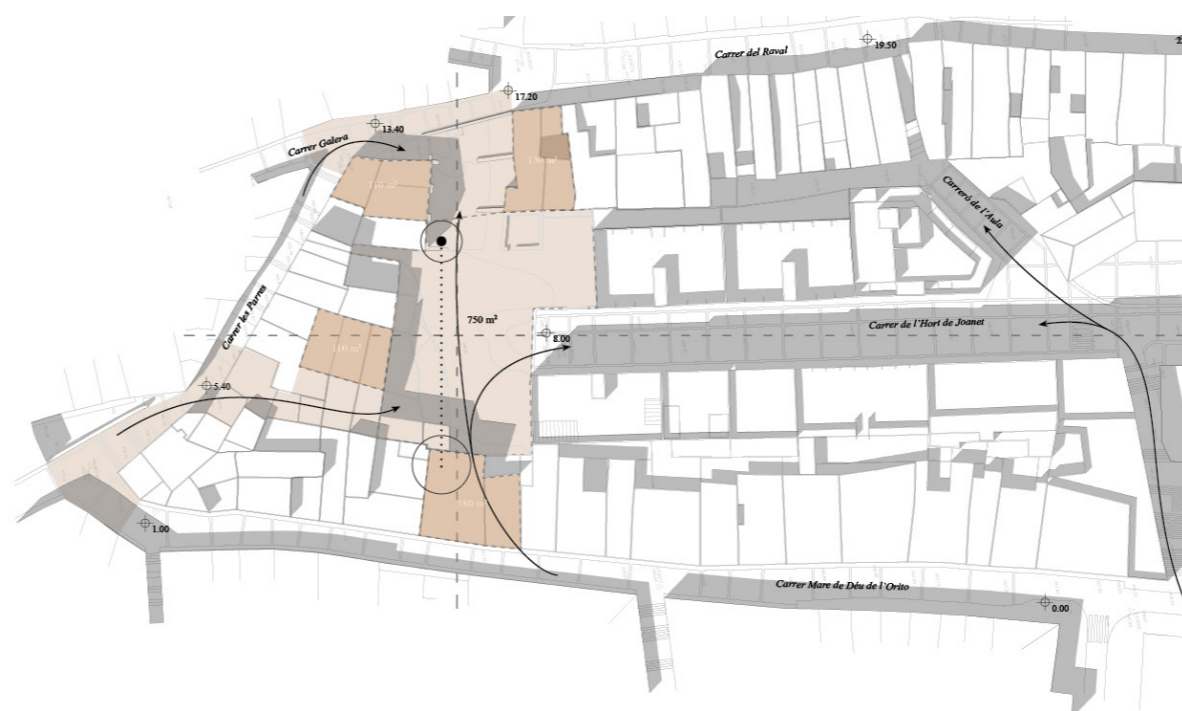 Carrer del Raval
19.50
17.20
13.40
Carrer Galera
Carreró de l'Aula
Carrer les Parres
750 m²
8.00
Carrer de l'Hort de Joanet
5.40
1.00
Carrer Mare de Déu de l'Orito
0.00